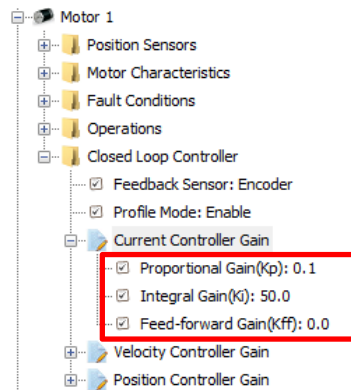 Motor 1
Position Sensors
Motor Characteristics
Fault Conditions
Operations
Closed Loop Controller
Feedback Sensor: Encoder
Profile Mode: Enable
Current Controller Gain
Proportional Gain(Kp): 0.1
Integral Gain(Ki): 50.0
Feed-forward Gain(Kff): 0.0
Velocity Controller Gain
Position Controller Gain